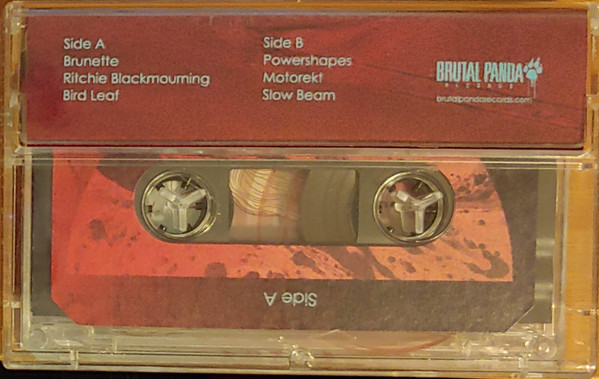 Side A
Brunette
Ritchie Blackmourning
Bird Leaf
Side B
Powershapes
Motorekt
Slow Beam
BRUTAL PANDA
RECORDS
brutalpandarecords.com
Side A